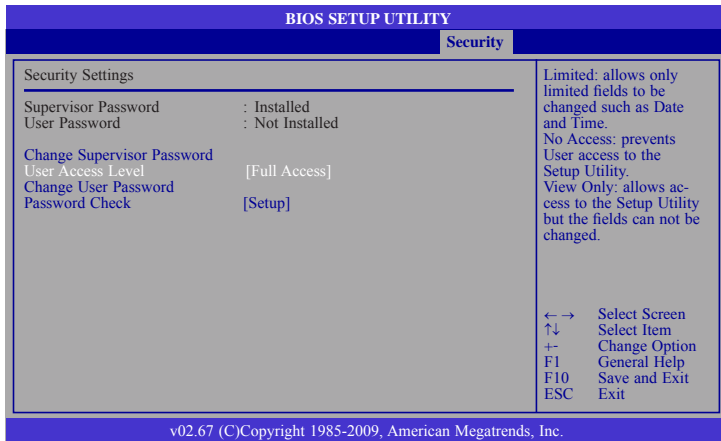 BIOS SETUP UTILITY
Security
Security Settings
Supervisor Password : Installed
User Password : Not Installed
Change Supervisor Password
User Access Level [Full Access]
Change User Password
Password Check [Setup]
Limited: allows only
limited fields to be
changed such as Date
and Time.
No Access: prevents
User access to the
Setup Utility.
View Only: allows ac-
cess to the Setup Utility
but the fields can not be
changed.
←→ Select Screen
↑↓ Select Item
+- Change Option
F1 General Help
F10 Save and Exit
ESC Exit
v02.67 (C)Copyright 1985-2009, American Megatrends, Inc.